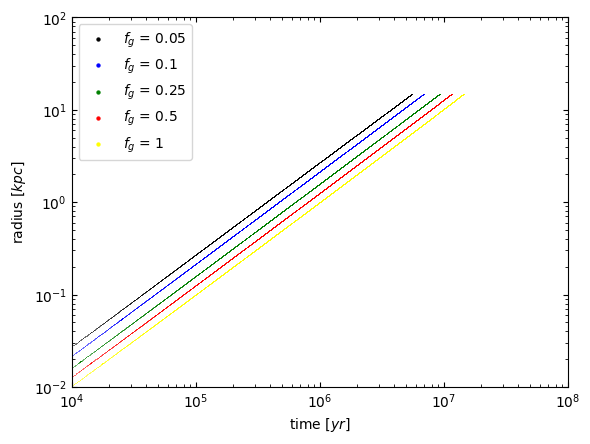 10^2
f_g = 0.05
f_g = 0.1
f_g = 0.25
f_g = 0.5
f_g = 1
10^1
radius [kpc]
10^0
10^−1
10^−2
10^4 10^5 10^6 10^7 10^8
time [yr]